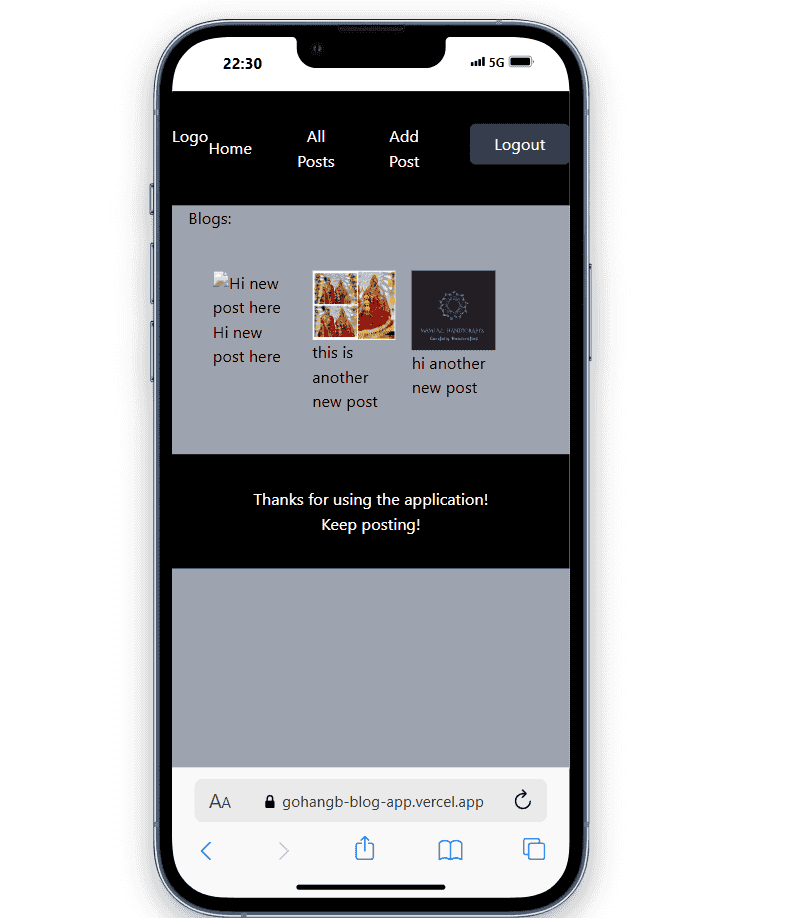 22:30
5G
Logo
Home
All
Posts
Add
Post
Logout
Blogs:
Hi new
post here
Hi new
post here
this is
another
new post
hi another
new post
Thanks for using the application!
Keep posting!
AA
gohangb-blog-app.vercel.app